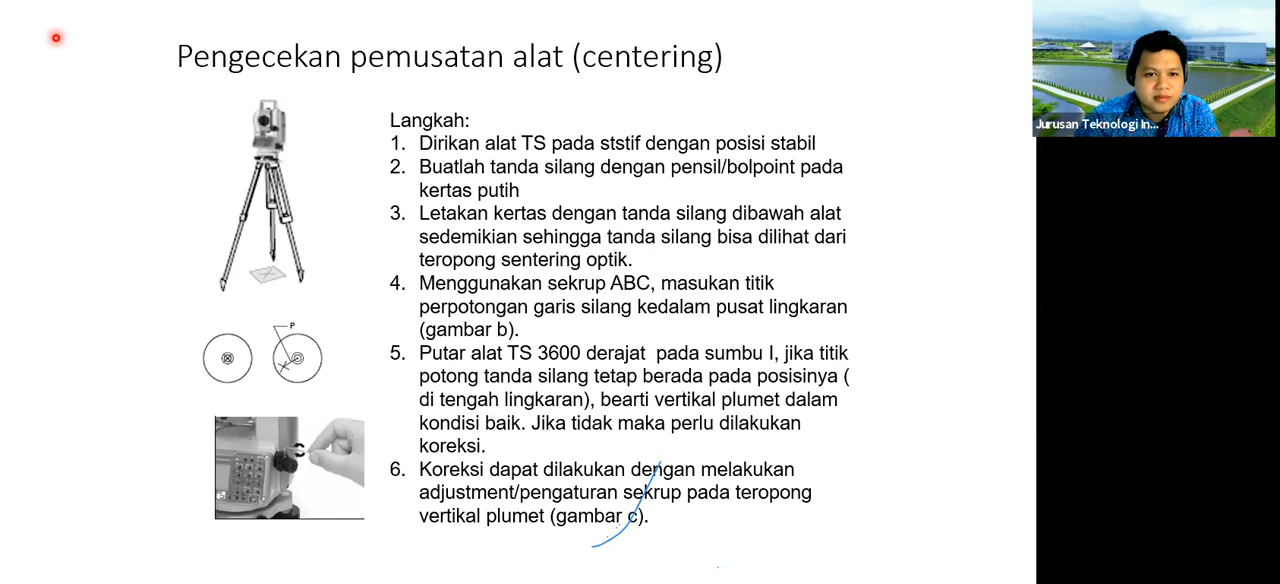 Pengecekan pemusatan alat (centering)
Jurusan Teknologi In...
Langkah:
1. Dirikan alat TS pada ststif dengan posisi stabil
2. Buatlah tanda silang dengan pensil/bolpoint pada
kertas putih
3. Letakan kertas dengan tanda silang dibawah alat
sedemikian sehingga tanda silang bisa dilihat dari
teropong sentering optik.
4. Menggunakan sekrup ABC, masukan titik
perpotongan garis silang kedalam pusat lingkaran
(gambar b).
5. Putar alat TS 3600 derajat pada sumbu I, jika titik
potong tanda silang tetap berada pada posisinya (
di tengah lingkaran), bearti vertikal plumet dalam
kondisi baik. Jika tidak maka perlu dilakukan
koreksi.
6. Koreksi dapat dilakukan dengan melakukan
adjustment/pengaturan sekrup pada teropong
vertikal plumet (gambar c).
P